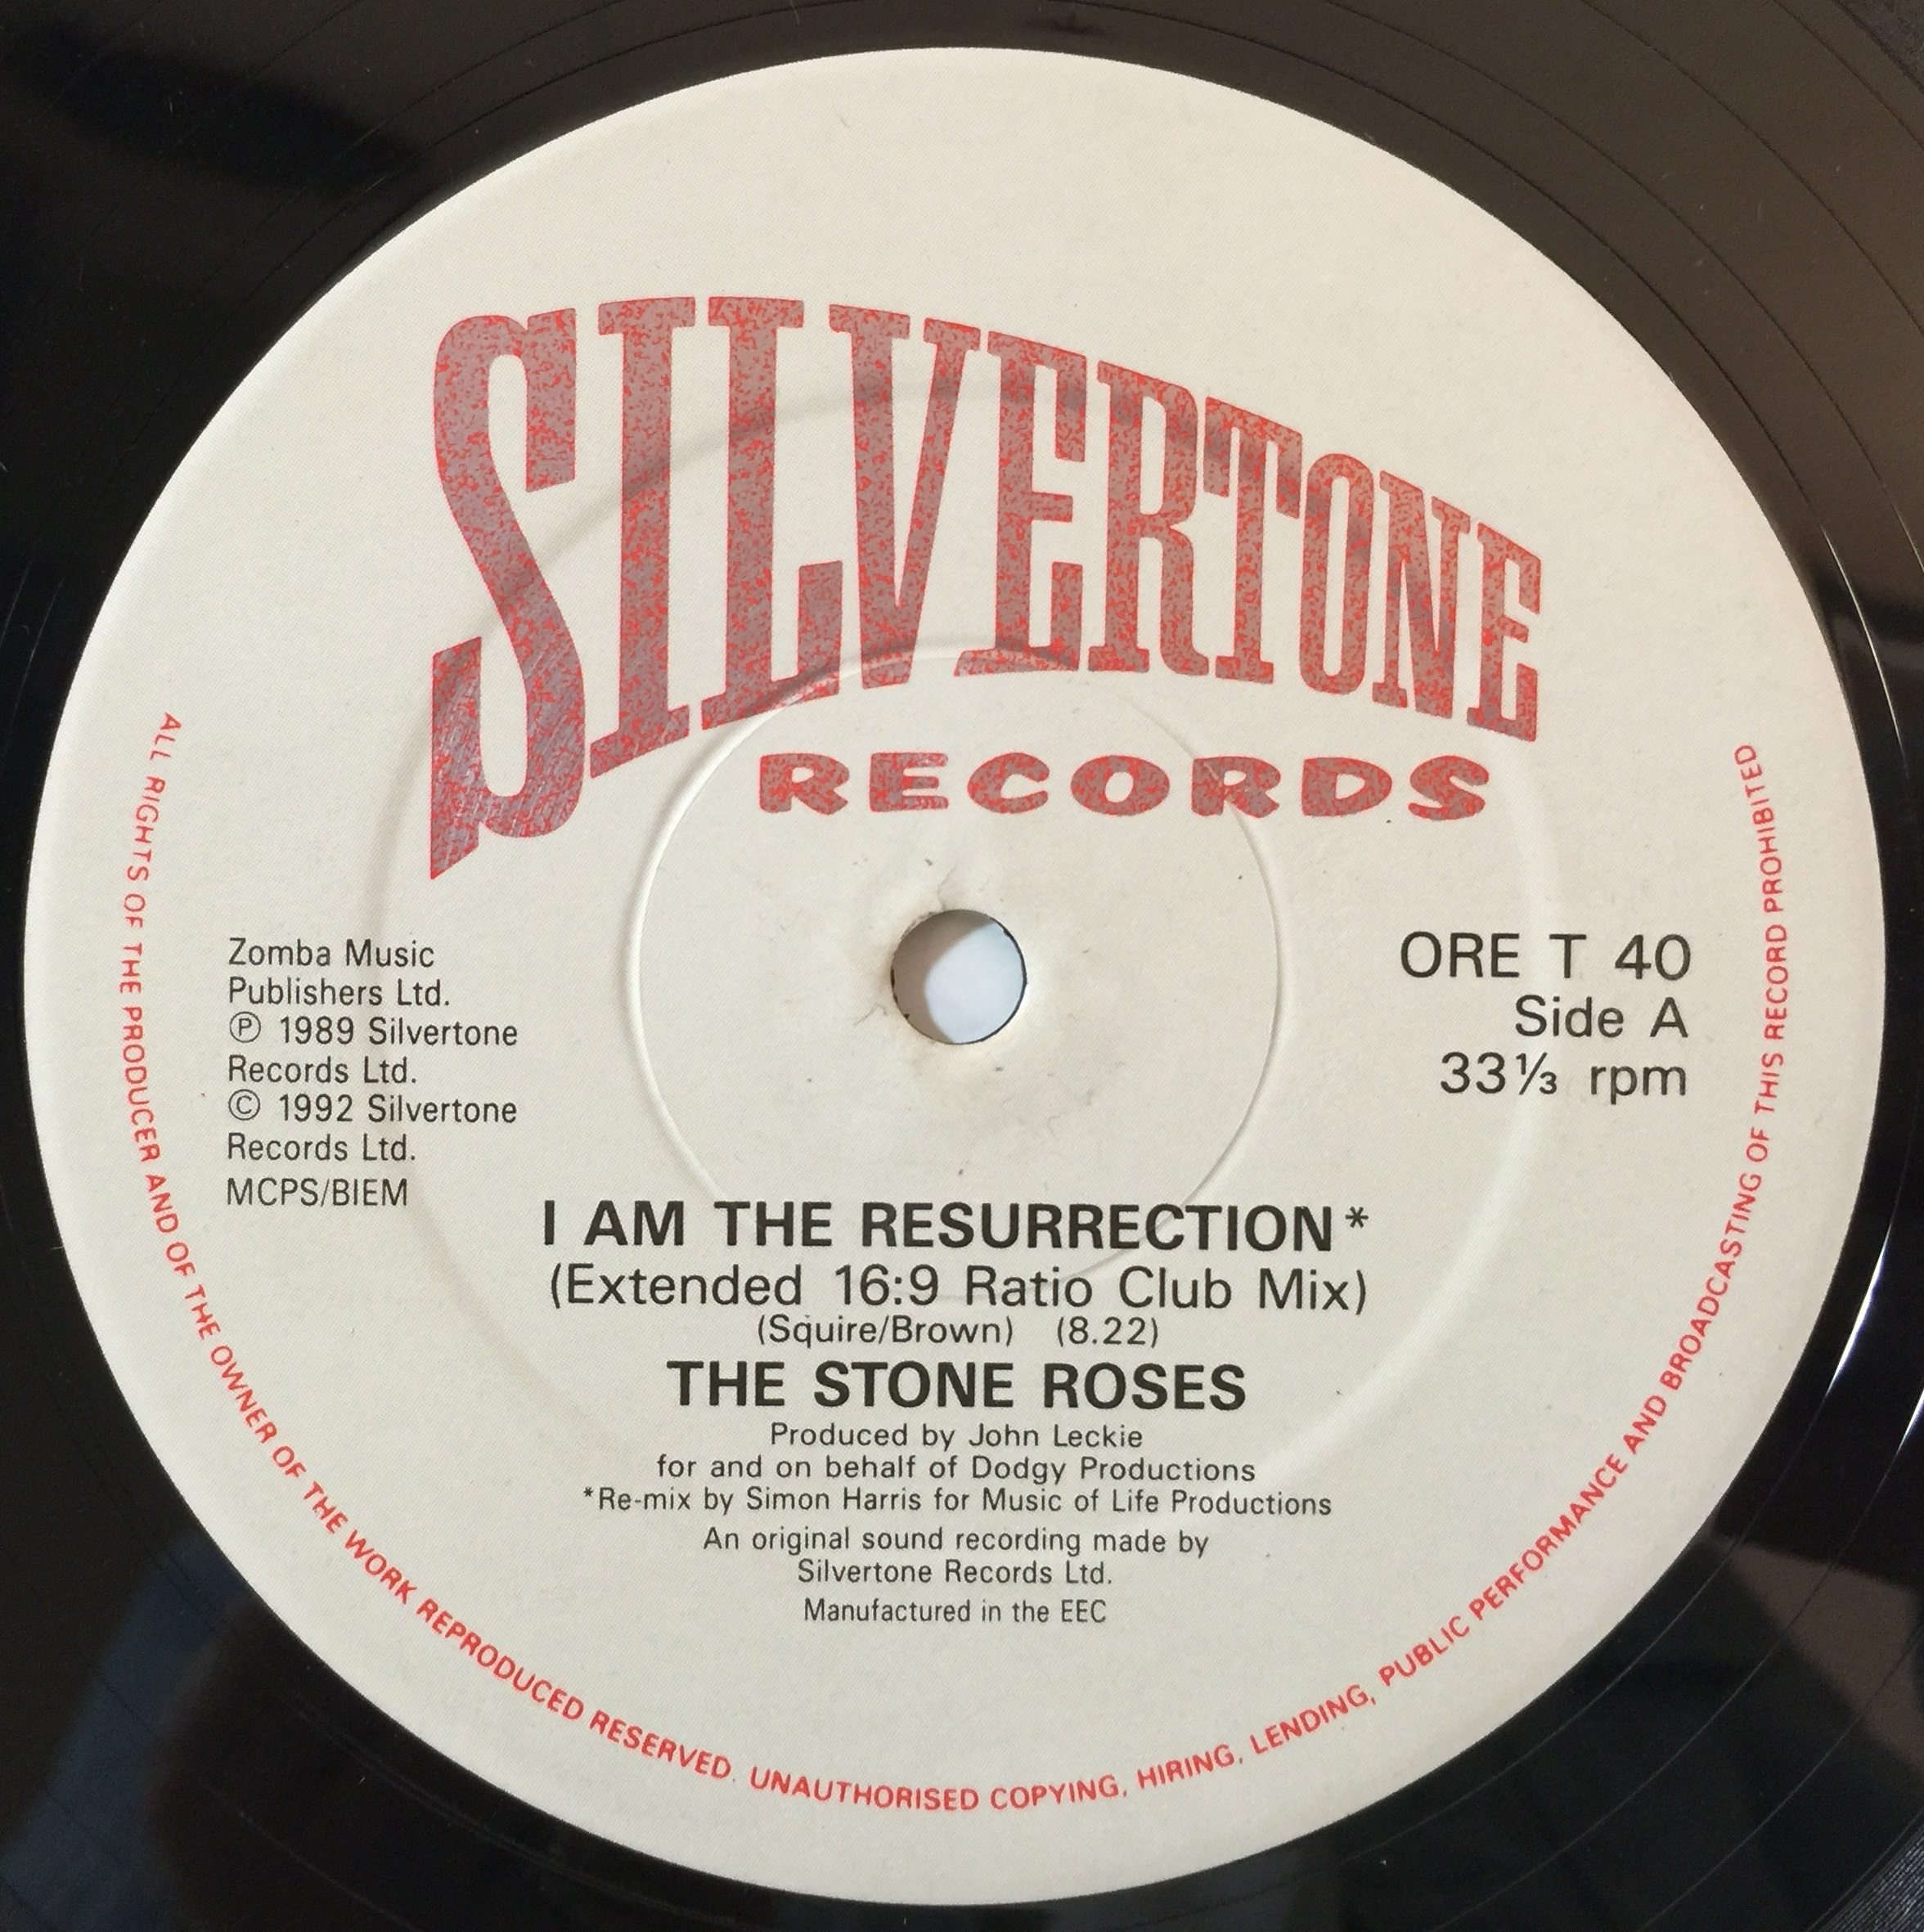 SILVERTONE
RECORDS
Zomba Music
Publishers Ltd.
Ⓟ 1989 Silvertone
Records Ltd.
© 1992 Silvertone
Records Ltd.
MCPS/BIEM
ORE T 40
Side A
33⅓ rpm
I AM THE RESURRECTION*
(Extended 16:9 Ratio Club Mix)
(Squire/Brown) (8.22)
THE STONE ROSES
Produced by John Leckie
for and on behalf of Dodgy Productions
*Re-mix by Simon Harris for Music of Life Productions
An original sound recording made by
Silvertone Records Ltd.
Manufactured in the EEC
ALL RIGHTS OF THE PRODUCER AND OF THE OWNER OF THE WORK REPRODUCED RESERVED. UNAUTHORISED COPYING, HIRING, LENDING, PUBLIC PERFORMANCE AND BROADCASTING OF THIS RECORD PROHIBITED